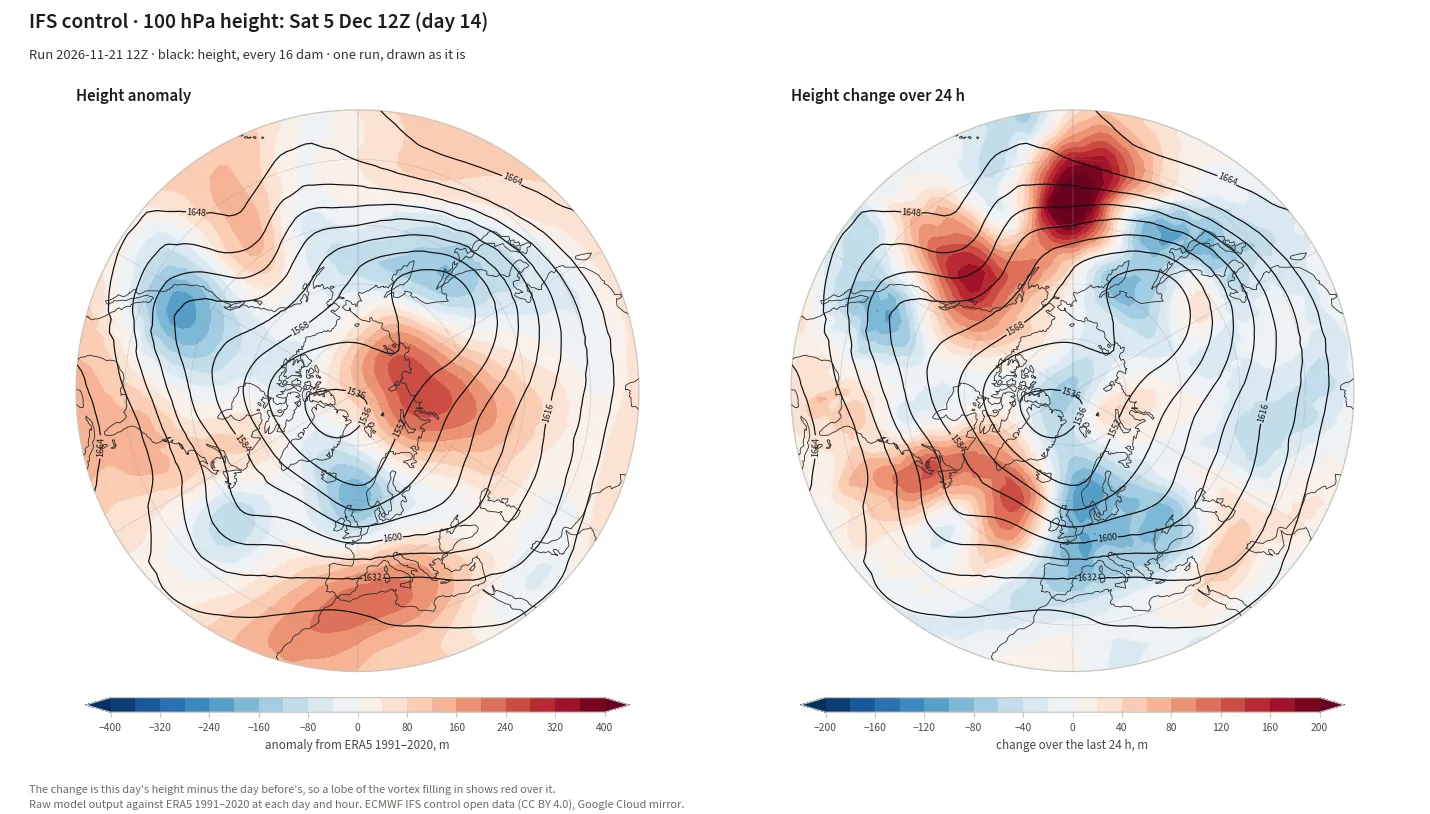 IFS control · 100 hPa height: Sat 5 Dec 12Z (day 14)
Run 2026-11-21 12Z · black: height, every 16 dam · one run, drawn as it is
Height anomaly
Height change over 24 h
1664
1648
1568
1536
1536
1552
1584
1616
1664
1600
1632
1664
1648
1568
1536
1536
1552
1584
1616
1664
1600
1632
−400 −320 −240 −160 −80 0 80 160 240 320 400
anomaly from ERA5 1991–2020, m
−200 −160 −120 −80 −40 0 40 80 120 160 200
change over the last 24 h, m
The change is this day's height minus the day before's, so a lobe of the vortex filling in shows red over it.
Raw model output against ERA5 1991–2020 at each day and hour. ECMWF IFS control open data (CC BY 4.0), Google Cloud mirror.